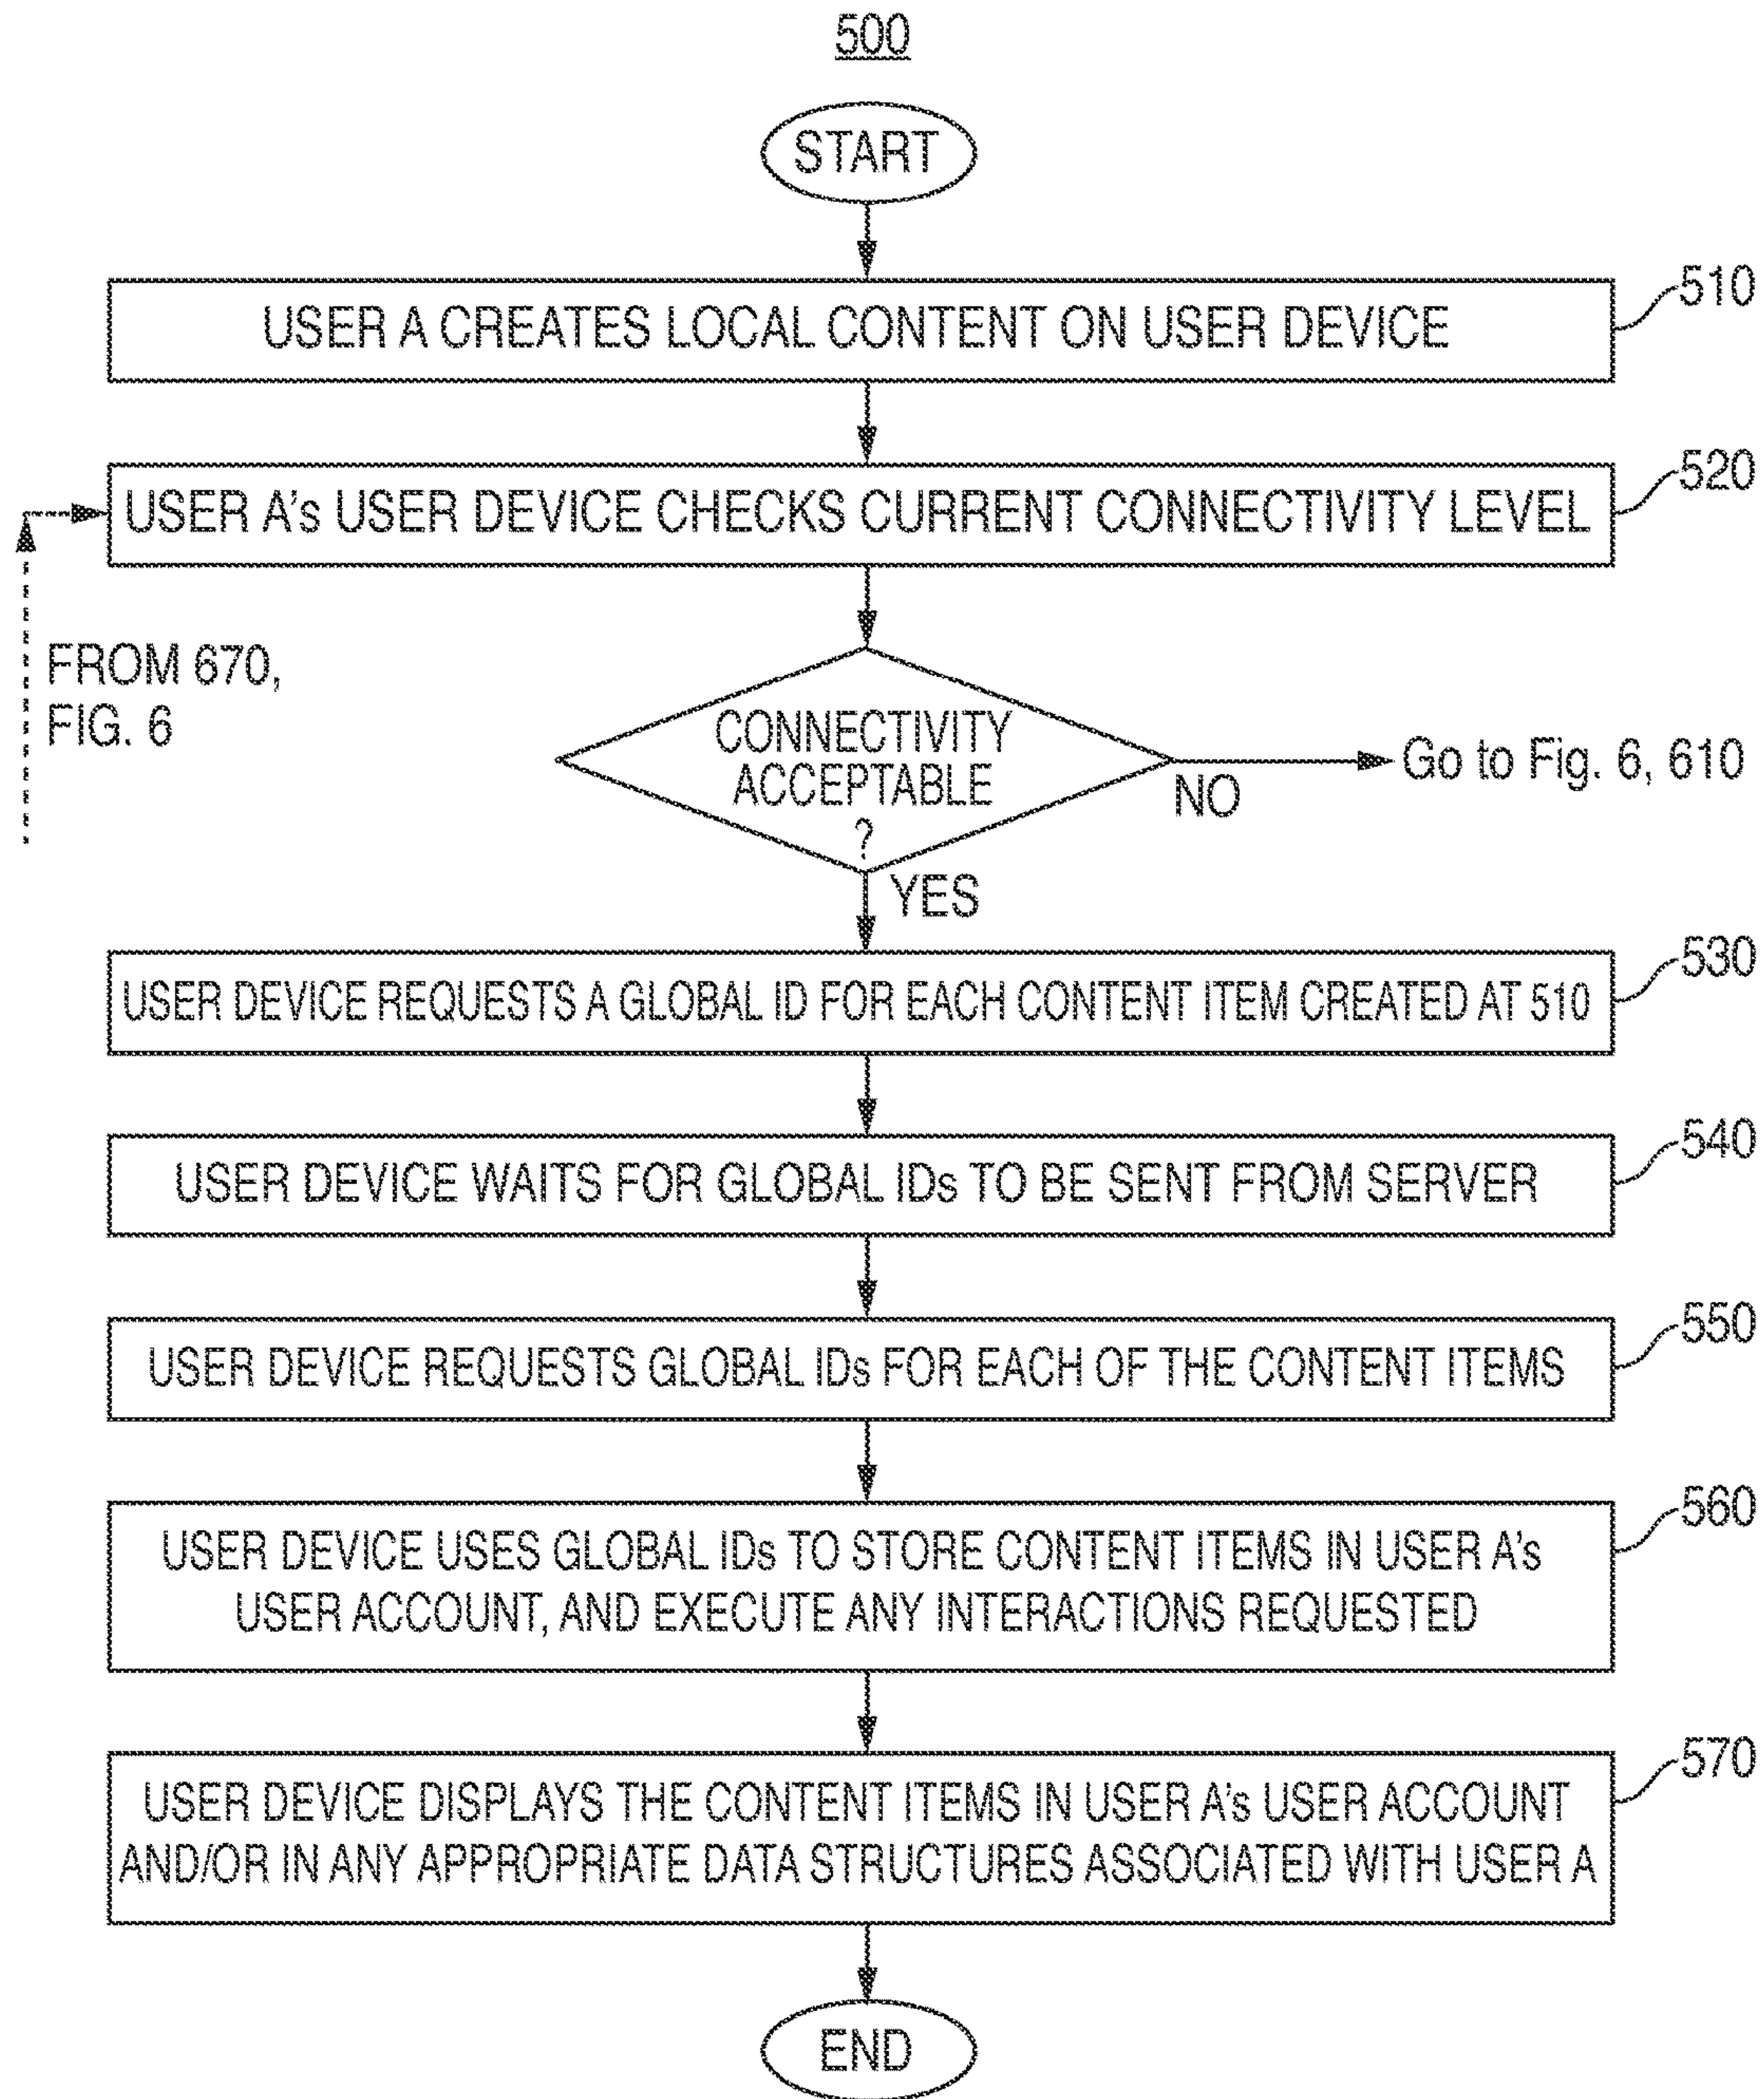 500
START
USER A CREATES LOCAL CONTENT ON USER DEVICE
510
USER A's USER DEVICE CHECKS CURRENT CONNECTIVITY LEVEL
520
FROM 670,
FIG. 6
CONNECTIVITY
ACCEPTABLE
?
NO
Go to Fig. 6, 610
YES
USER DEVICE REQUESTS A GLOBAL ID FOR EACH CONTENT ITEM CREATED AT 510
530
USER DEVICE WAITS FOR GLOBAL IDs TO BE SENT FROM SERVER
540
USER DEVICE REQUESTS GLOBAL IDs FOR EACH OF THE CONTENT ITEMS
550
USER DEVICE USES GLOBAL IDs TO STORE CONTENT ITEMS IN USER A's
USER ACCOUNT, AND EXECUTE ANY INTERACTIONS REQUESTED
560
USER DEVICE DISPLAYS THE CONTENT ITEMS IN USER A's USER ACCOUNT
AND/OR IN ANY APPROPRIATE DATA STRUCTURES ASSOCIATED WITH USER A
570
END